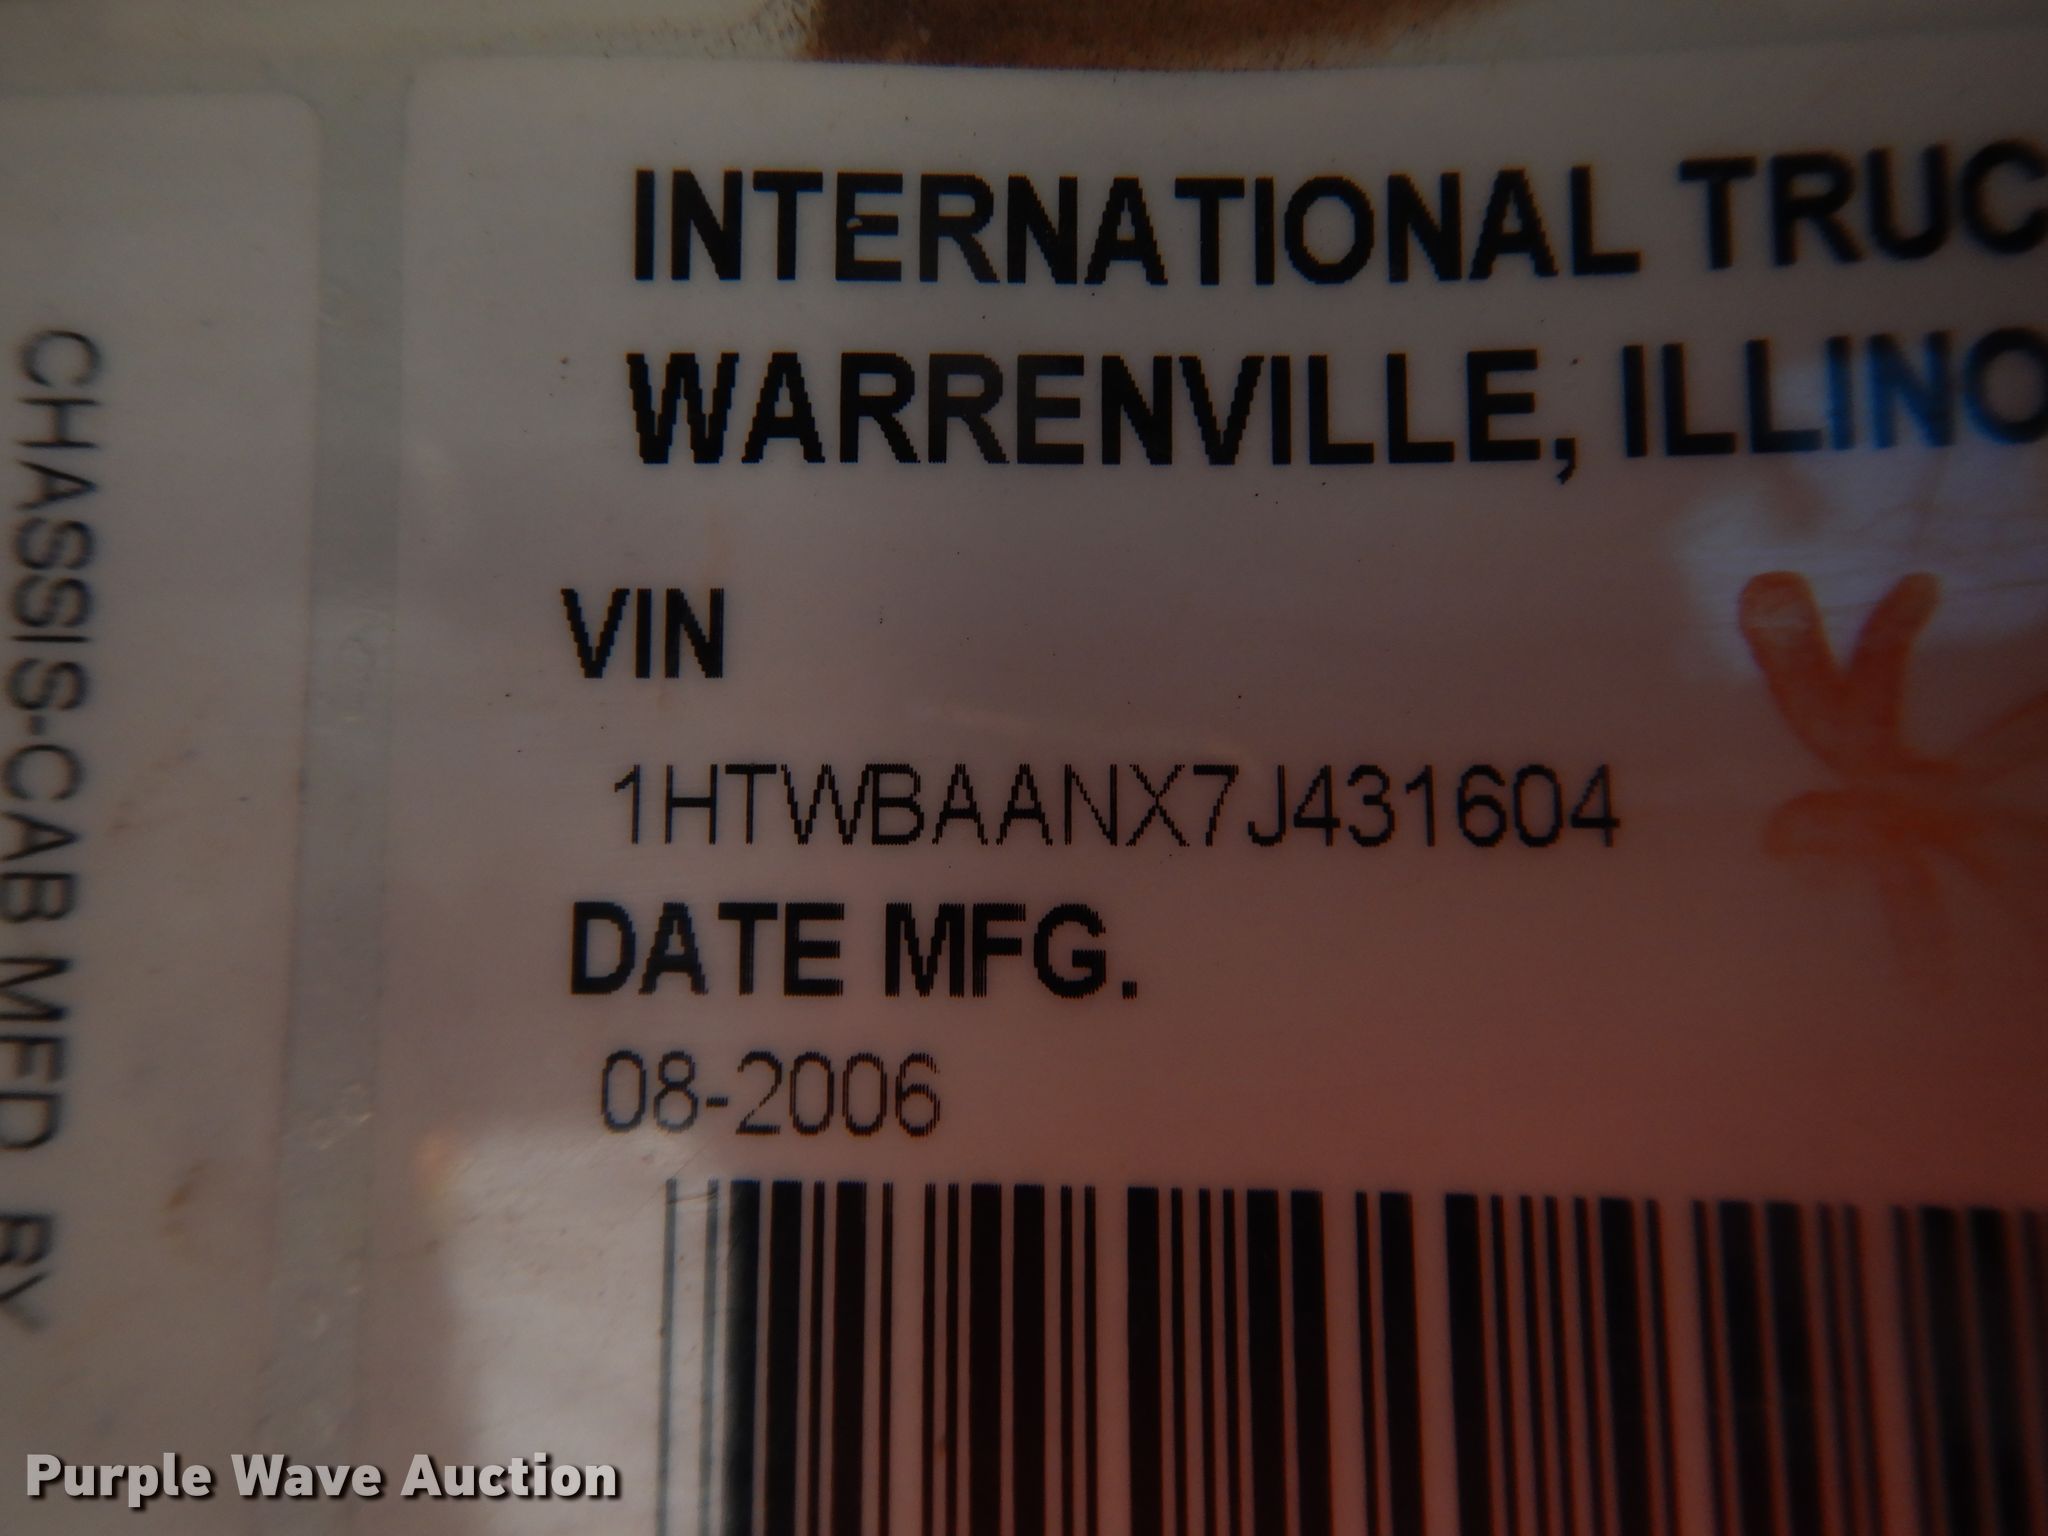 INTERNATIONAL TRUC
WARRENVILLE, ILLINO
VIN
1HTWBAANX7J431604
DATE MFG.
08-2006
CHASSIS-CAB MFD BY
Purple Wave Auction